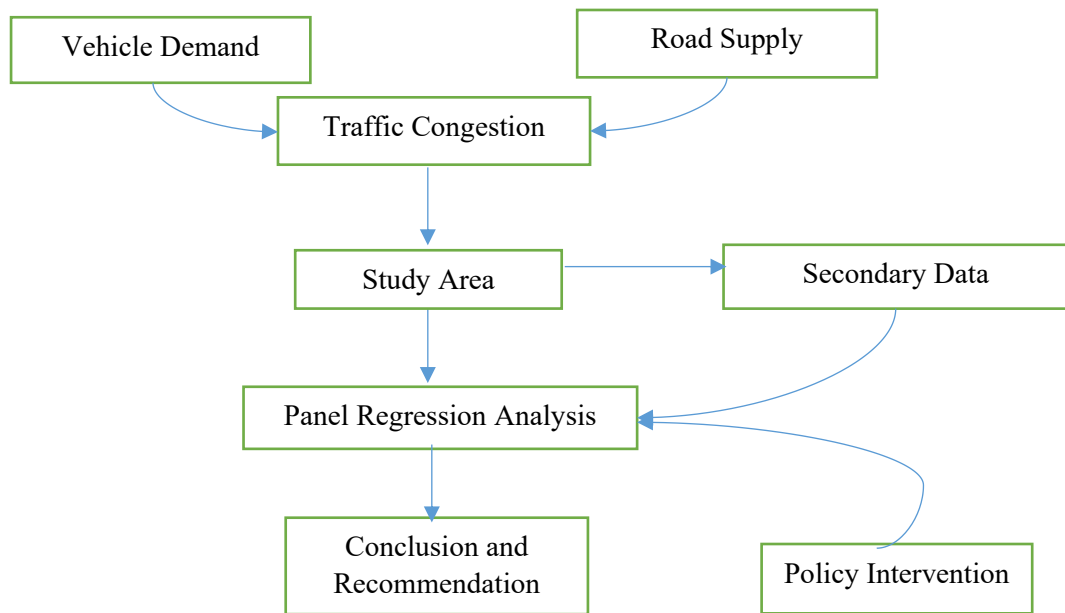 Vehicle Demand
Road Supply
Traffic Congestion
Study Area
Secondary Data
Panel Regression Analysis
Conclusion and
Recommendation
Policy Intervention